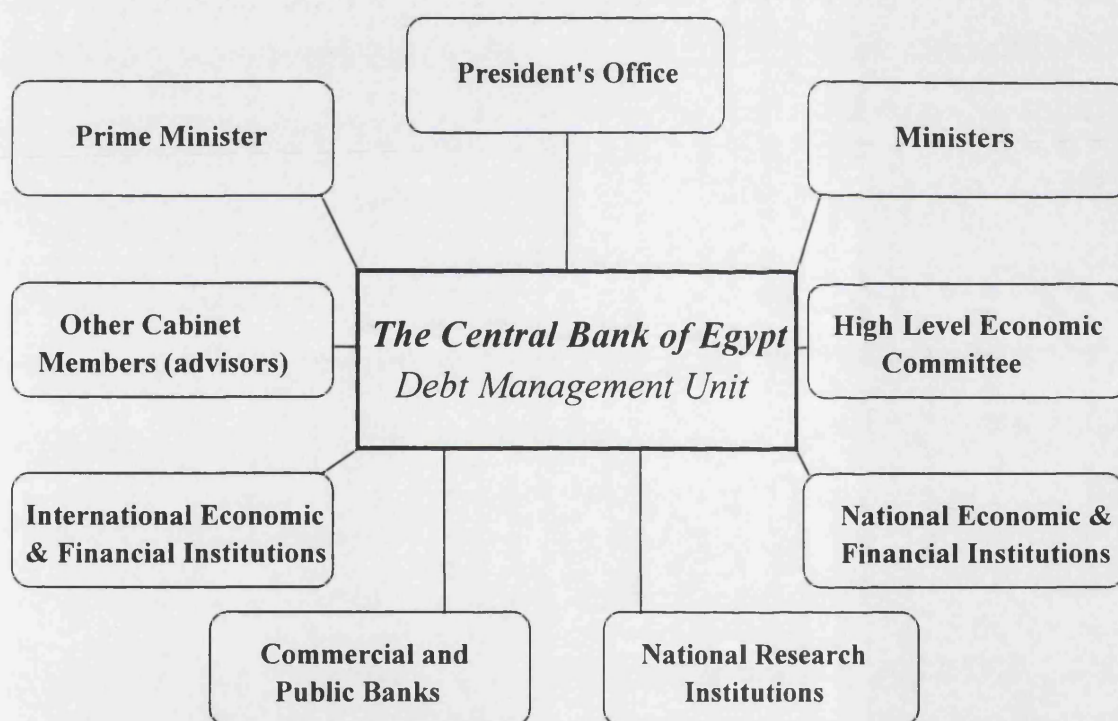 President's Office
Prime Minister
Ministers
Other Cabinet
Members (advisors)
The Central Bank of Egypt
Debt Management Unit
High Level Economic
Committee
International Economic
& Financial Institutions
National Economic &
Financial Institutions
Commercial and
Public Banks
National Research
Institutions